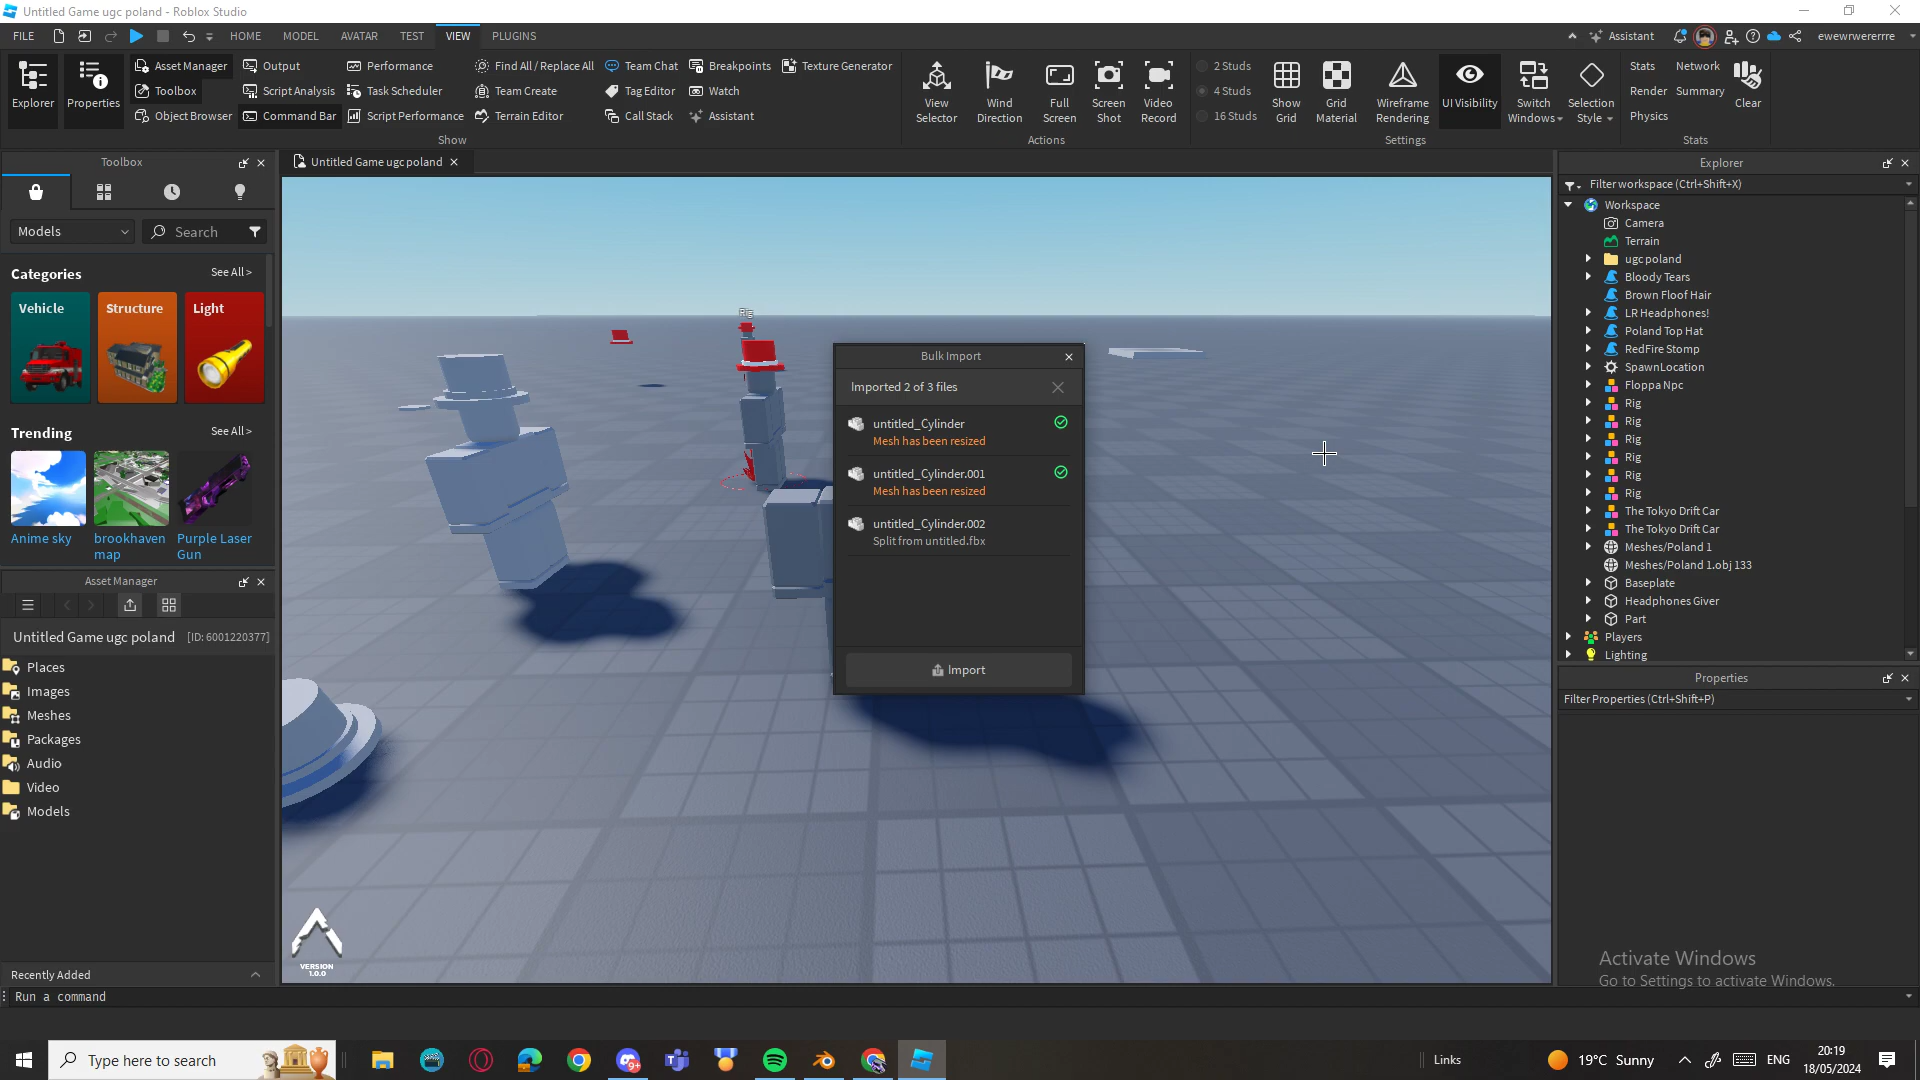 Untitled Game ugc poland - Roblox Studio
FILE
HOME
MODEL
AVATAR
TEST
VIEW
PLUGINS
Assistant
ewewrwererrre
Explorer
Properties
Asset Manager
Toolbox
Object Browser
Output
Script Analysis
Command Bar
Performance
Task Scheduler
Script Performance
Find All / Replace All
Team Create
Terrain Editor
Team Chat
Tag Editor
Call Stack
Breakpoints
Watch
Assistant
Texture Generator
Show
View Selector
Wind Direction
Full Screen
Screen Shot
Video Record
Actions
2 Studs
4 Studs
16 Studs
Show Grid
Grid Material
Wireframe Rendering
UI Visibility
Switch Windows
Selection Style
Settings
Stats
Network
Render
Summary
Physics
Clear
Stats
Toolbox
Models
Search
Categories
See All >
Vehicle
Structure
Light
Trending
See All >
Anime sky
brookhaven map
Purple Laser Gun
Asset Manager
Untitled Game ugc poland [ID: 6001220377]
Places
Images
Meshes
Packages
Audio
Video
Models
Recently Added
Run a command
Untitled Game ugc poland
Rig
VERSION
1.0.0
Bulk Import
Imported 2 of 3 files
untitled_Cylinder
Mesh has been resized
untitled_Cylinder.001
Mesh has been resized
untitled_Cylinder.002
Split from untitled.fbx
Import
Explorer
Filter workspace (Ctrl+Shift+X)
Workspace
Camera
Terrain
ugc poland
Bloody Tears
Brown Floof Hair
LR Headphones!
Poland Top Hat
RedFire Stomp
SpawnLocation
Floppa Npc
Rig
Rig
Rig
Rig
Rig
Rig
The Tokyo Drift Car
The Tokyo Drift Car
Meshes/Poland 1
Meshes/Poland 1.obj 133
Baseplate
Headphones Giver
Part
Players
Lighting
Properties
Filter Properties (Ctrl+Shift+P)
Activate Windows
Go to Settings to activate Windows.
Type here to search
9+
Links
19°C Sunny
ENG
20:19
18/05/2024